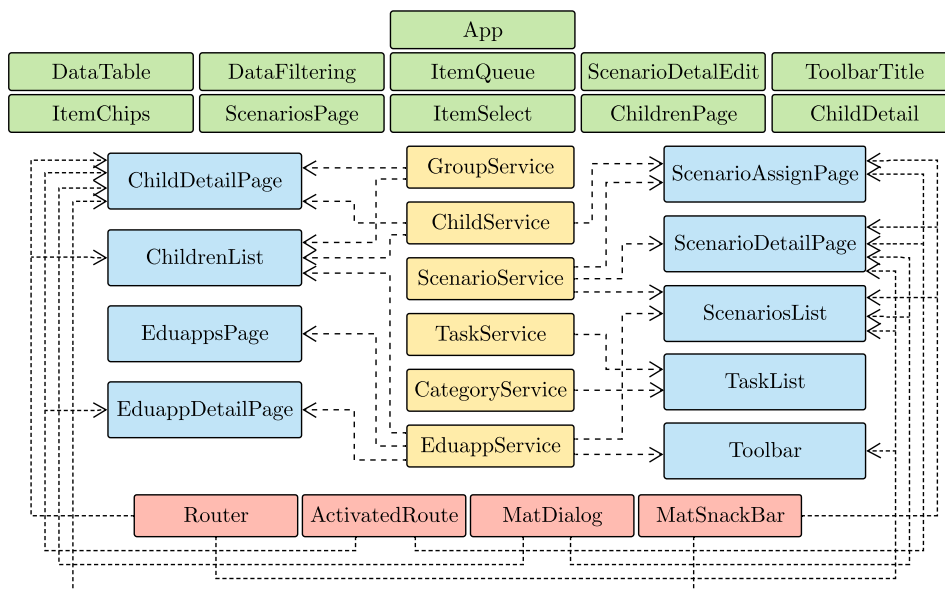 App
DataTable
DataFiltering
ItemQueue
ScenarioDetalEdit
ToolbarTitle
ItemChips
ScenariosPage
ItemSelect
ChildrenPage
ChildDetail
ChildDetailPage
GroupService
ScenarioAssignPage
ChildService
ChildrenList
ScenarioDetailPage
ScenarioService
EduappsPage
TaskService
ScenariosList
EduappDetailPage
CategoryService
TaskList
EduappService
Toolbar
Router
ActivatedRoute
MatDialog
MatSnackBar